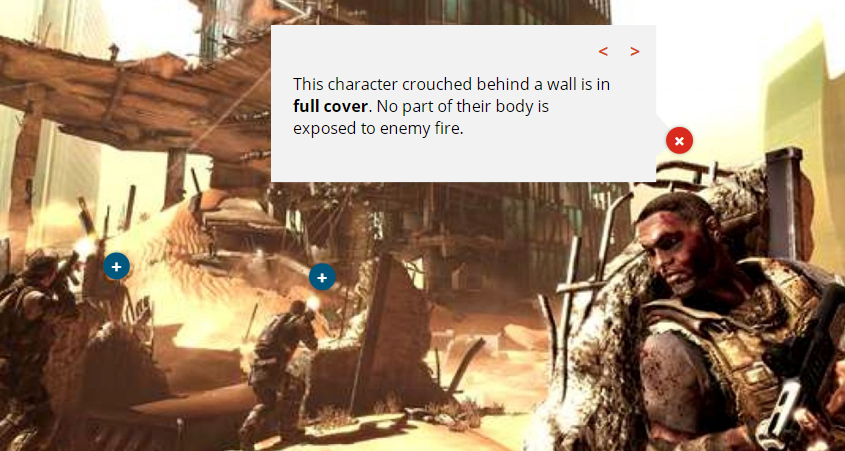 < >
This character crouched behind a wall is in
full cover. No part of their body is
exposed to enemy fire.